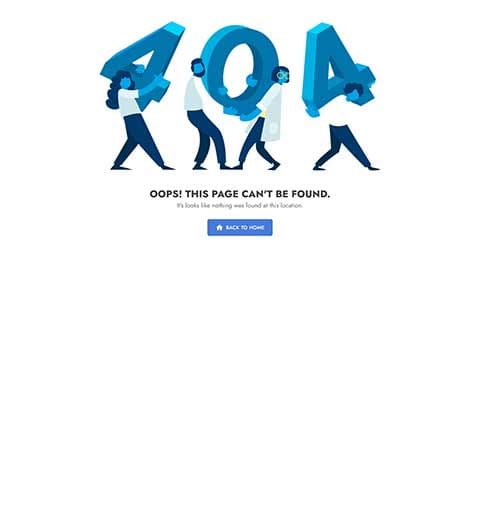 404
OOPS! THIS PAGE CAN'T BE FOUND.
It's looks like nothing was found at this location.
BACK TO HOME